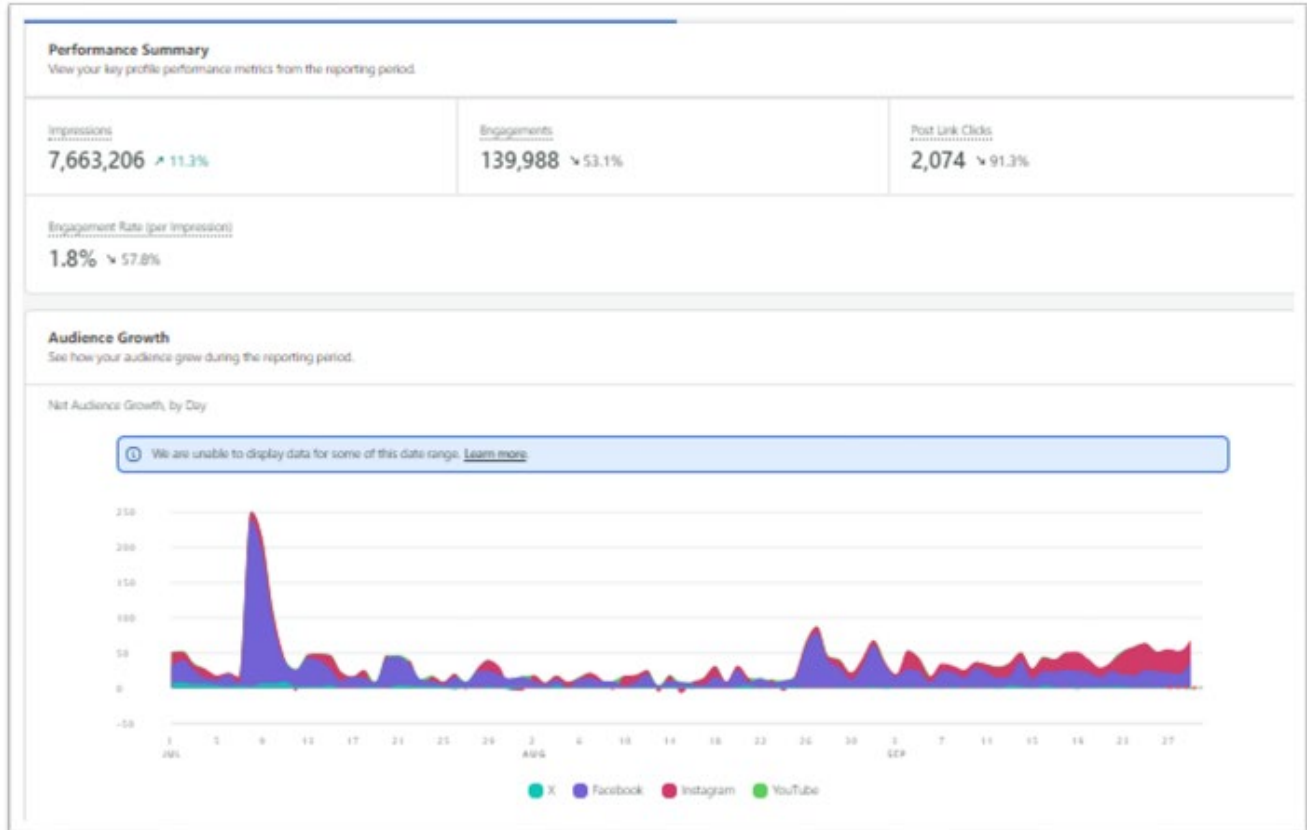 Performance Summary
View your key profile performance metrics from the reporting period.
Impressions
7,663,206 ↗ 11.3%
Engagements
139,988 ↘ 53.1%
Post Link Clicks
2,074 ↘ 91.3%
Engagement Rate (per Impression)
1.8% ↘ 57.8%
Audience Growth
See how your audience grew during the reporting period.
Net Audience Growth, by Day
We are unable to display data for some of this date range. Learn more.
250
200
150
100
50
0
-50
1 5 9 13 17 21 25 29 2 6 10 14 18 22 26 30 3 7 11 15 19 23 27
JUL AUG SEP
X Facebook Instagram YouTube